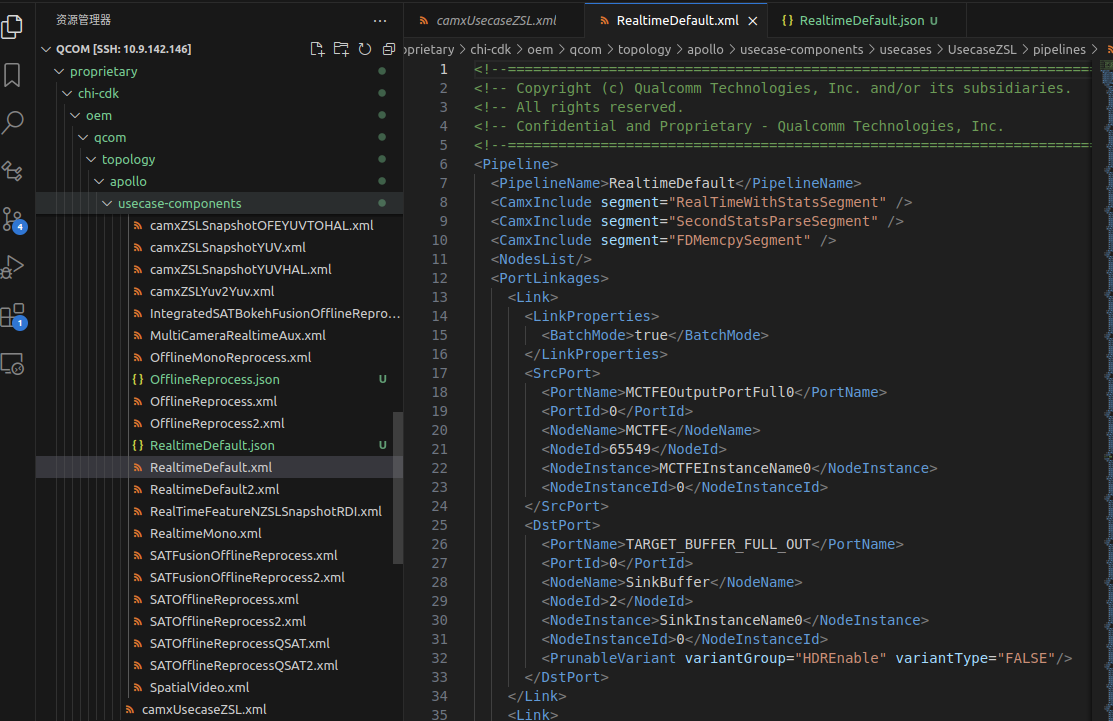 资源管理器
···
QCOM [SSH: 10.9.142.146]
proprietary
chi-cdk
oem
qcom
topology
apollo
usecase-components
camxZSLSnapshotOFEYUVTOHAL.xml
camxZSLSnapshotYUV.xml
camxZSLSnapshotYUVHAL.xml
camxZSLYuv2Yuv.xml
IntegratedSATBokehFusionOfflineRepro...
MultiCameraRealtimeAux.xml
OfflineMonoReprocess.xml
{} OfflineReprocess.json U
OfflineReprocess.xml
OfflineReprocess2.xml
{} RealtimeDefault.json U
RealtimeDefault.xml
RealtimeDefault2.xml
RealTimeFeatureNZSLSnapshotRDI.xml
RealtimeMono.xml
SATFusionOfflineReprocess.xml
SATFusionOfflineReprocess2.xml
SATOfflineReprocess.xml
SATOfflineReprocess2.xml
SATOfflineReprocessQSAT.xml
SATOfflineReprocessQSAT2.xml
SpatialVideo.xml
camxUsecaseZSL.xml
4
1
camxUsecaseZSL.xml RealtimeDefault.xml × {} RealtimeDefault.json U
oprietary > chi-cdk > oem > qcom > topology > apollo > usecase-components > usecases > UsecaseZSL > pipelines >
1 <!--=====================================================================
2 <!-- Copyright (c) Qualcomm Technologies, Inc. and/or its subsidiaries.
3 <!-- All rights reserved.
4 <!-- Confidential and Proprietary - Qualcomm Technologies, Inc.
5 <!--=====================================================================
6 <Pipeline>
7 <PipelineName>RealtimeDefault</PipelineName>
8 <CamxInclude segment="RealTimeWithStatsSegment" />
9 <CamxInclude segment="SecondStatsParseSegment" />
10 <CamxInclude segment="FDMemcpySegment" />
11 <NodesList/>
12 <PortLinkages>
13 <Link>
14 <LinkProperties>
15 <BatchMode>true</BatchMode>
16 </LinkProperties>
17 <SrcPort>
18 <PortName>MCTFEOutputPortFull0</PortName>
19 <PortId>0</PortId>
20 <NodeName>MCTFE</NodeName>
21 <NodeId>65549</NodeId>
22 <NodeInstance>MCTFEInstanceName0</NodeInstance>
23 <NodeInstanceId>0</NodeInstanceId>
24 </SrcPort>
25 <DstPort>
26 <PortName>TARGET_BUFFER_FULL_OUT</PortName>
27 <PortId>0</PortId>
28 <NodeName>SinkBuffer</NodeName>
29 <NodeId>2</NodeId>
30 <NodeInstance>SinkInstanceName0</NodeInstance>
31 <NodeInstanceId>0</NodeInstanceId>
32 <PrunableVariant variantGroup="HDREnable" variantType="FALSE"/>
33 </DstPort>
34 </Link>
35 <Link>